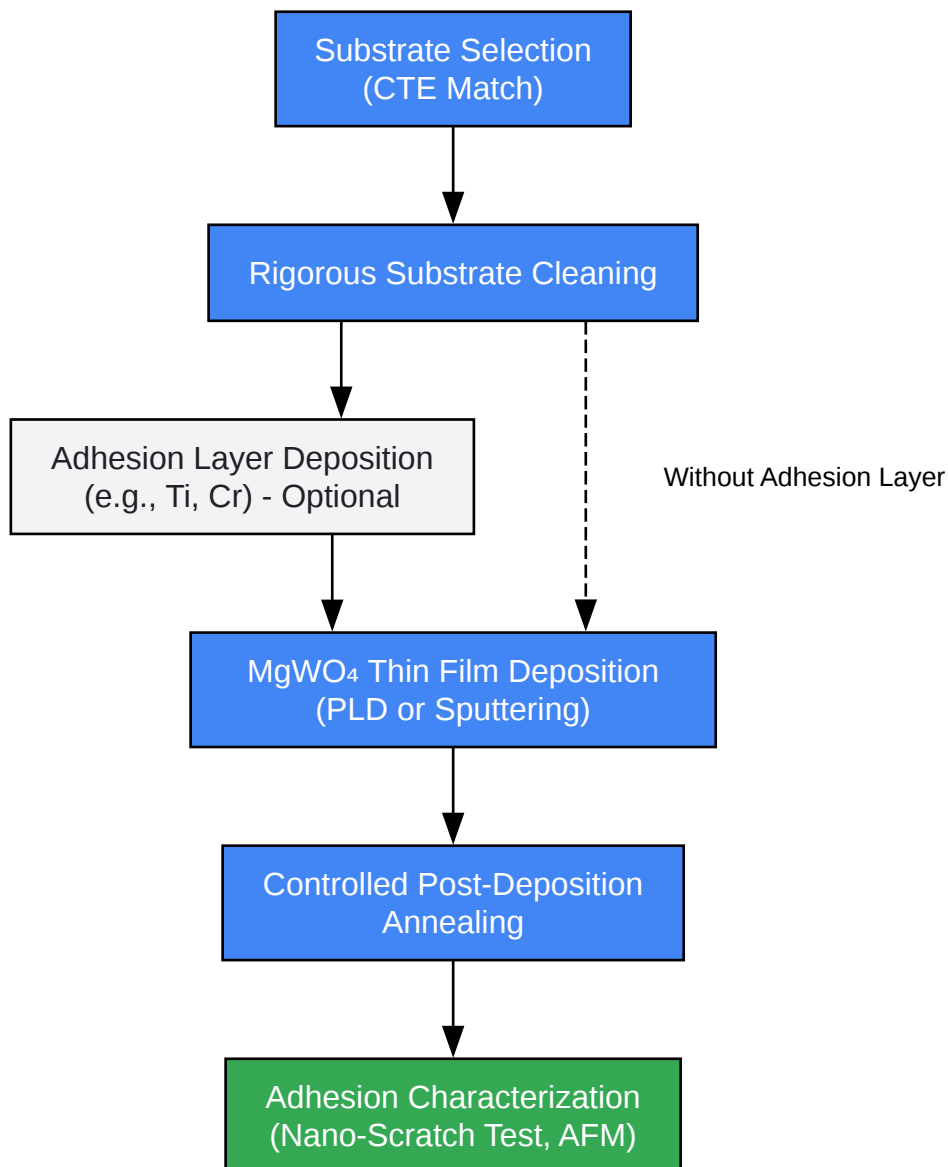 Substrate Selection
(CTE Match)
Rigorous Substrate Cleaning
Adhesion Layer Deposition
(e.g., Ti, Cr) - Optional
Without Adhesion Layer
MgWO₄ Thin Film Deposition
(PLD or Sputtering)
Controlled Post-Deposition
Annealing
Adhesion Characterization
(Nano-Scratch Test, AFM)